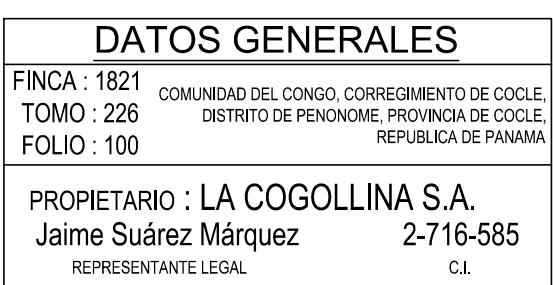 DATOS GENERALES
FINCA : 1821
TOMO : 226
FOLIO : 100
COMUNIDAD DEL CONGO, CORREGIMIENTO DE COCLE,
DISTRITO DE PENONOME, PROVINCIA DE COCLE,
REPUBLICA DE PANAMA
PROPIETARIO : LA COGOLLINA S.A.
Jaime Suárez Márquez 2-716-585
REPRESENTANTE LEGAL C.I.